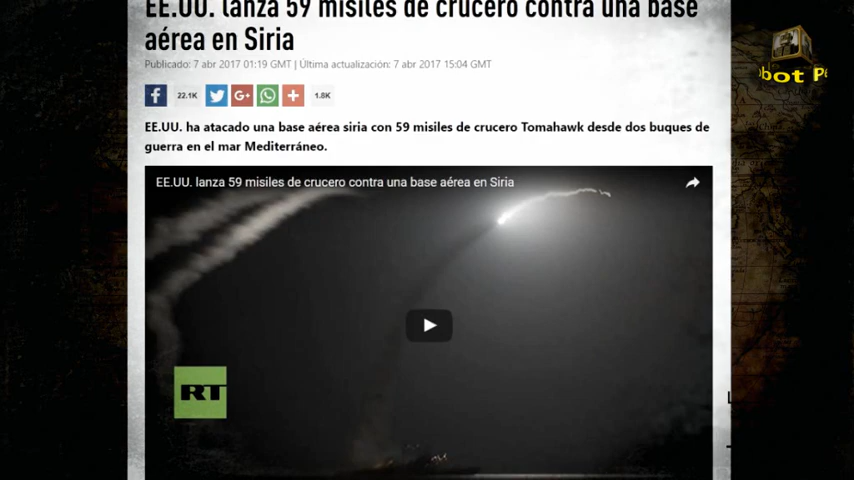 EE.UU. lanza 59 misiles de crucero contra una base
aérea en Siria
Publicado: 7 abr 2017 01:19 GMT | Última actualización: 7 abr 2017 15:04 GMT
22.1K
1.8K
EE.UU. ha atacado una base aérea siria con 59 misiles de crucero Tomahawk desde dos buques de
guerra en el mar Mediterráneo.
EE.UU. lanza 59 misiles de crucero contra una base aérea en Siria
RT